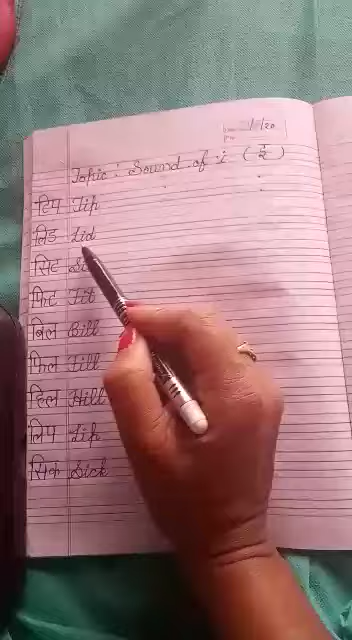 Topic : Sound of i ( ि )
टिप Tip
लिड Lid
सिट
फिट Fit
बिल Bill
फिल Fill
हिल Hill
लिप Lip
सिक Sick